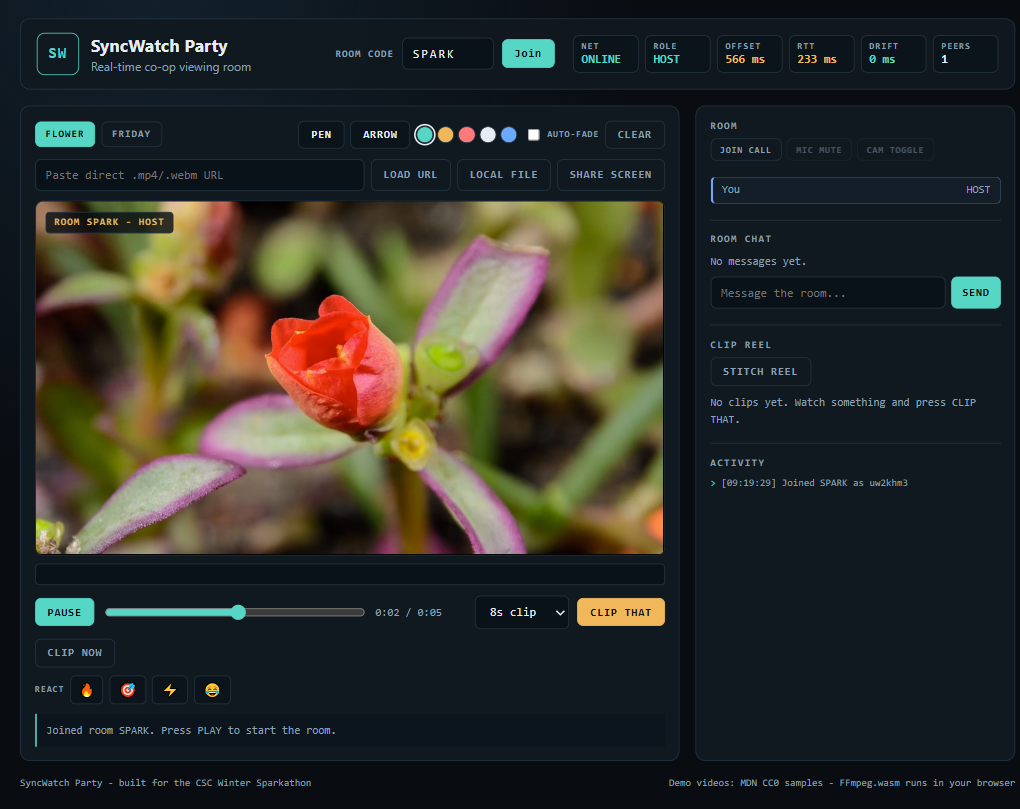 SW
SyncWatch Party
Real-time co-op viewing room
ROOM CODE
SPARK
Join
NET
ONLINE
ROLE
HOST
OFFSET
566 ms
RTT
233 ms
DRIFT
0 ms
PEERS
1
FLOWER
FRIDAY
PEN
ARROW
AUTO-FADE
CLEAR
Paste direct .mp4/.webm URL
LOAD URL
LOCAL FILE
SHARE SCREEN
ROOM SPARK - HOST
PAUSE
0:02 / 0:05
8s clip
CLIP THAT
CLIP NOW
REACT
Joined room SPARK. Press PLAY to start the room.
ROOM
JOIN CALL
MIC MUTE
CAM TOGGLE
You
HOST
ROOM CHAT
No messages yet.
Message the room...
SEND
CLIP REEL
STITCH REEL
No clips yet. Watch something and press CLIP
THAT.
ACTIVITY
> [09:19:29] Joined SPARK as uw2khm3
SyncWatch Party - built for the CSC Winter Sparkathon
Demo videos: MDN CC0 samples - FFmpeg.wasm runs in your browser